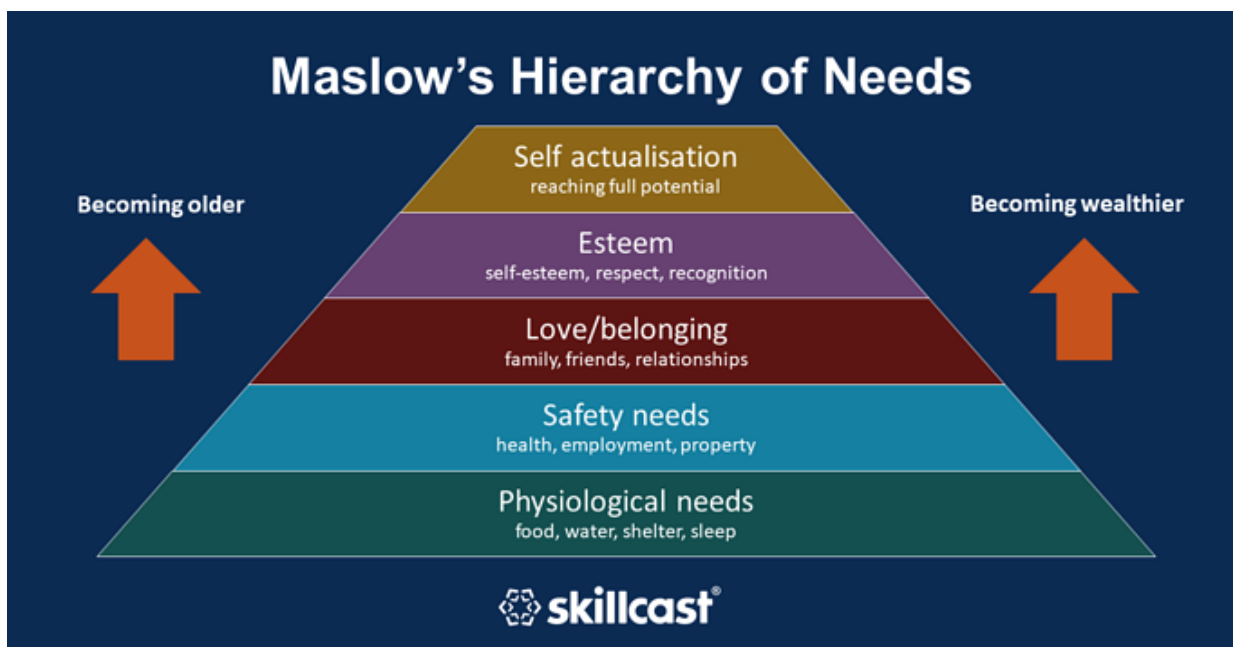 Maslow's Hierarchy of Needs
Self actualisation
reaching full potential
Becoming older
Becoming wealthier
Esteem
self-esteem, respect, recognition
Love/belonging
family, friends, relationships
Safety needs
health, employment, property
Physiological needs
food, water, shelter, sleep
skillcast®